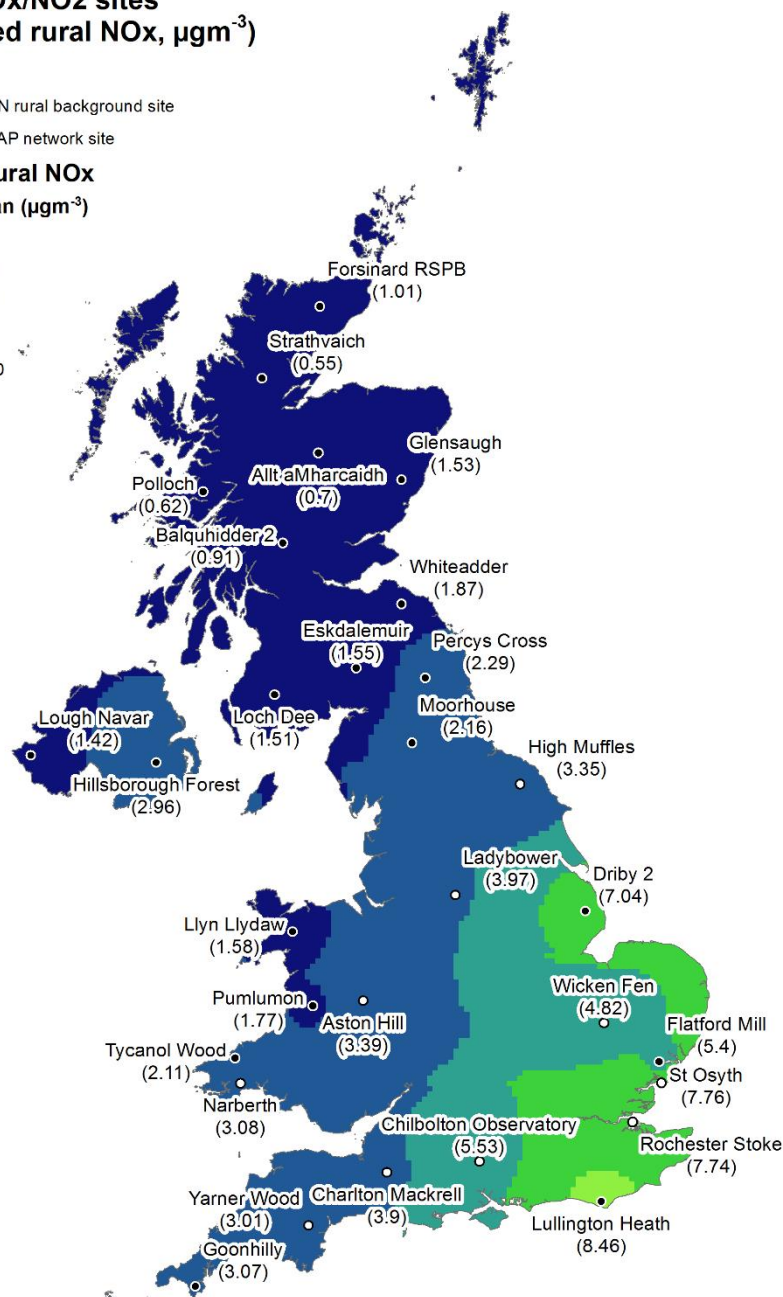 Ox/NO2 sites
ed rural NOx, µgm⁻³)
N rural background site
AP network site
ural NOx
an (µgm⁻³)
Forsinard RSPB
(1.01)
Strathvaich
(0.55)
0
Glensaugh
(1.53)
Allt aMharcaidh
(0.7)
Polloch
(0.62)
Balquhidder 2
(0.91)
Whiteadder
(1.87)
Eskdalemuir
(1.55)
Percys Cross
(2.29)
Moorhouse
(2.16)
Lough Navar
(1.42)
Loch Dee
(1.51)
High Muffles
(3.35)
Hillsborough Forest
(2.96)
Ladybower
(3.97)
Driby 2
(7.04)
Llyn Llydaw
(1.58)
Wicken Fen
(4.82)
Pumlumon
(1.77)
Aston Hill
(3.39)
Flatford Mill
(5.4)
Tycanol Wood
(2.11)
St Osyth
(7.76)
Narberth
(3.08)
Chilbolton Observatory
(5.53)
Rochester Stoke
(7.74)
Yarner Wood
(3.01)
Charlton Mackrell
(3.9)
Lullington Heath
(8.46)
Goonhilly
(3.07)